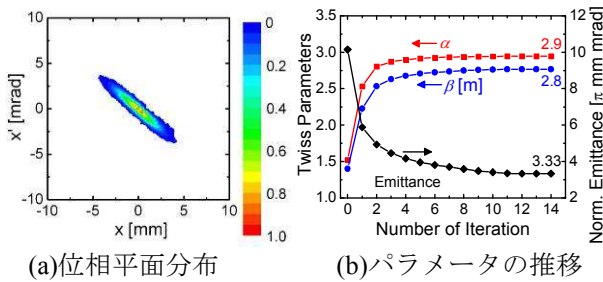 (a)位相平面分布
x' [mrad]
10
5
0
-5
-10
-10
-5
0
5
10
x [mm]
0
0.2
0.4
0.6
0.8
1.0
(b)パラメータの推移
Twiss Parameters
3.5
3.0
2.5
2.0
1.5
1.0
α
β [m]
Emittance
2.9
2.8
3.33
0 2 4 6 8 10 12 14
Number of Iteration
12
10
8
6
4
2
Norm. Emittance [π mm mrad]